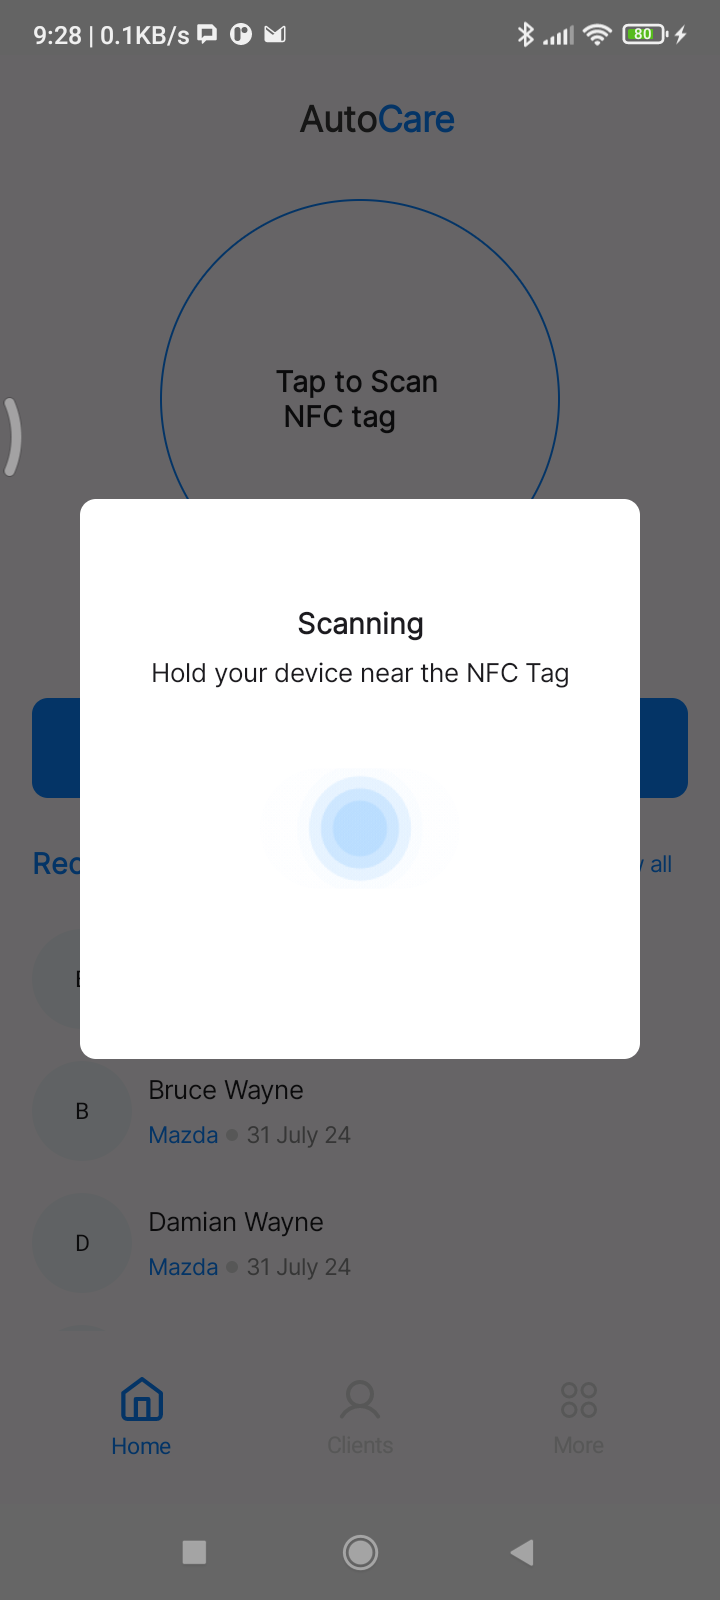 9:28 | 0.1KB/s
80
AutoCare
Tap to Scan
NFC tag
Scanning
Hold your device near the NFC Tag
all
B
Bruce Wayne
Mazda 31 July 24
D
Damian Wayne
Mazda 31 July 24
Home Clients More